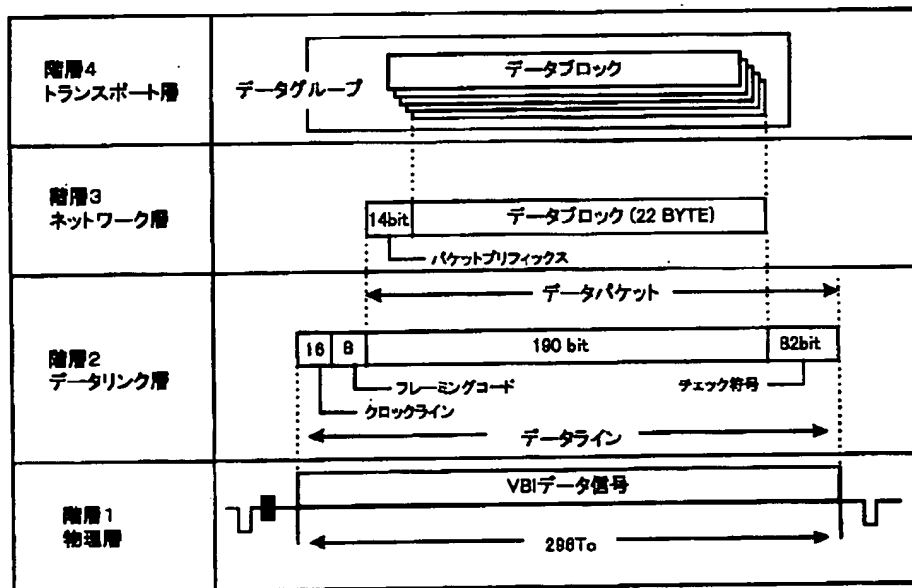 階層4
トランスポート層
データグループ
データブロック
階層3
ネットワーク層
14bit
データブロック (22 BYTE)
パケットプリフィックス
データパケット
階層2
データリンク層
16
8
190 bit
82bit
フレーミングコード
チェック符号
クロックライン
データライン
階層1
物理層
VBIデータ信号
296To